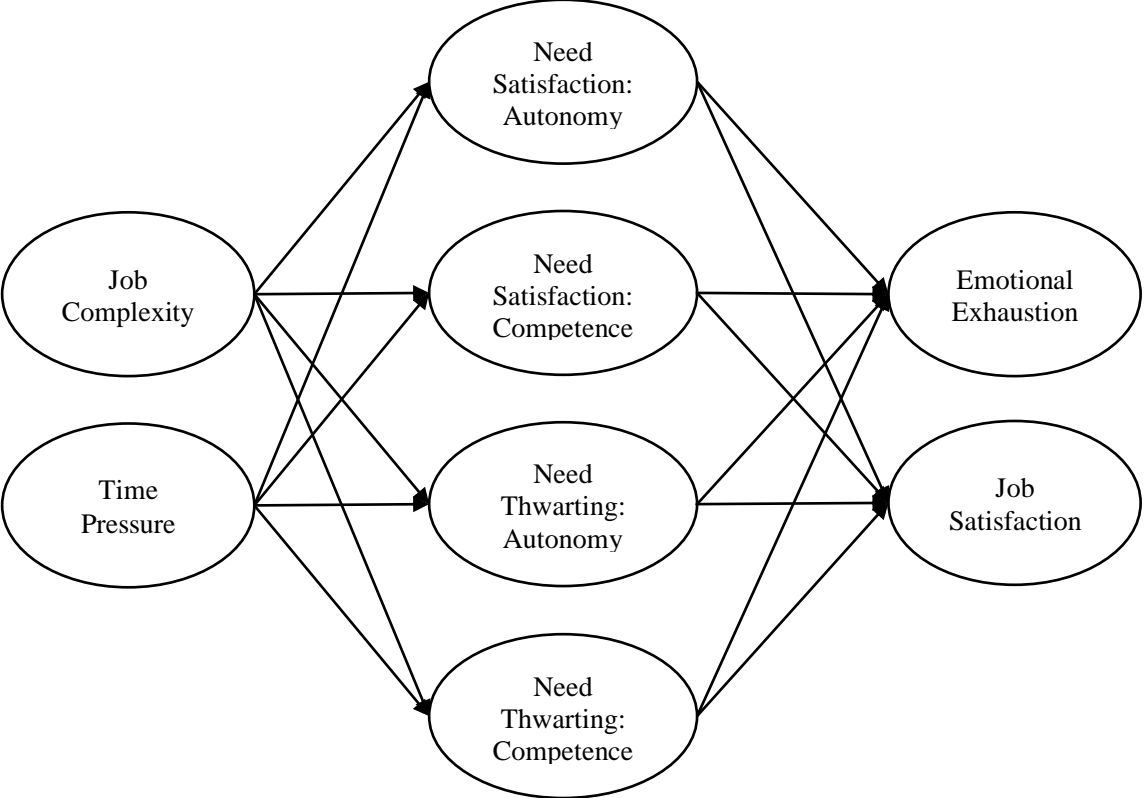 Need
Satisfaction:
Autonomy
Job
Complexity
Need
Satisfaction:
Competence
Emotional
Exhaustion
Time
Pressure
Need
Thwarting:
Autonomy
Job
Satisfaction
Need
Thwarting:
Competence